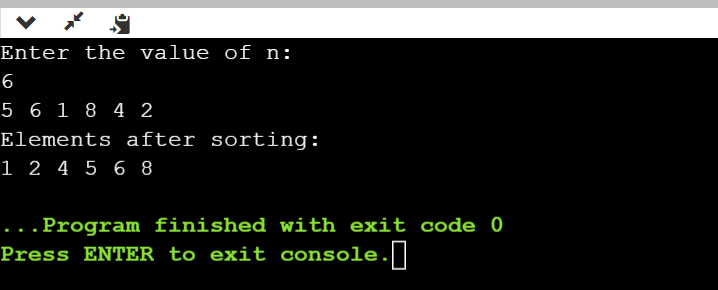 Enter the value of n:
6
5 6 1 8 4 2
Elements after sorting:
1 2 4 5 6 8
...Program finished with exit code 0
Press ENTER to exit console.